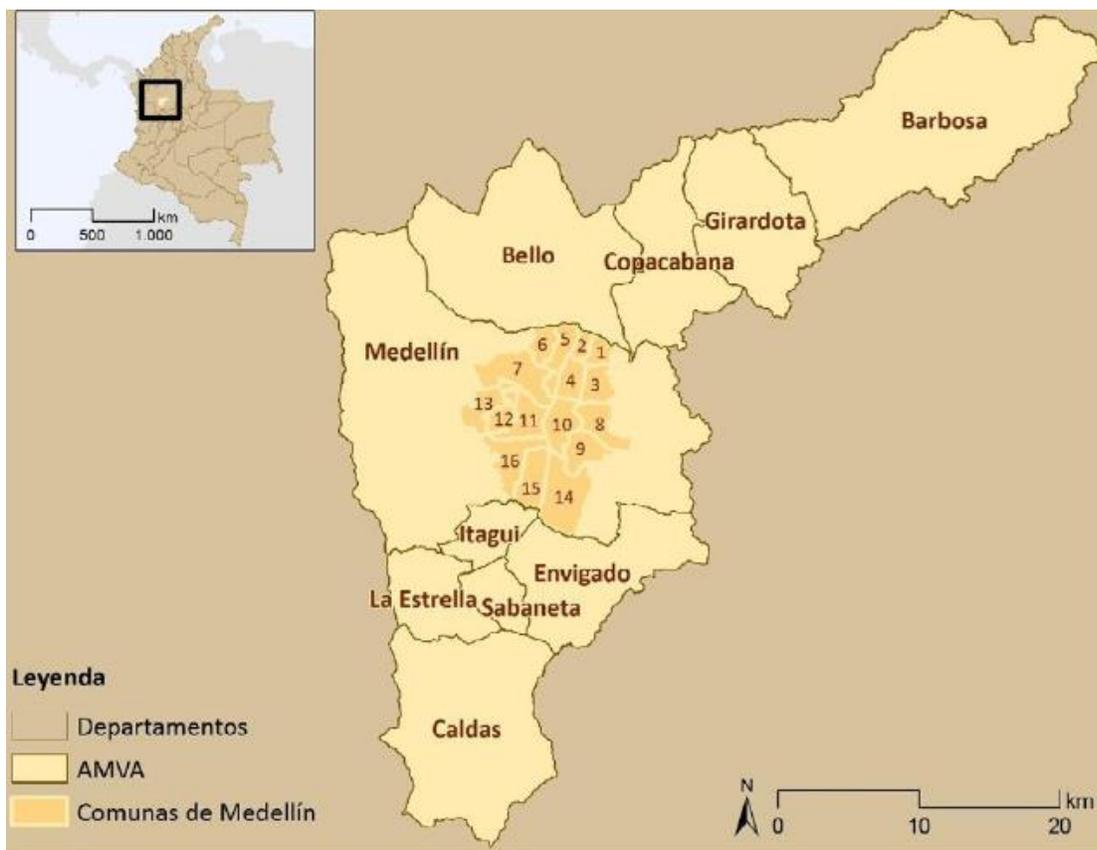 km
0 500 1.000
Barbosa
Girardota
Bello
Copacabana
Medellín
6 5 2 1
7 4 3
13 12 11 10 8
9
16
15 14
Itagui
Envigado
La Estrella
Sabaneta
Caldas
Leyenda
Departamentos
AMVA
Comunas de Medellín
N
km
0 10 20